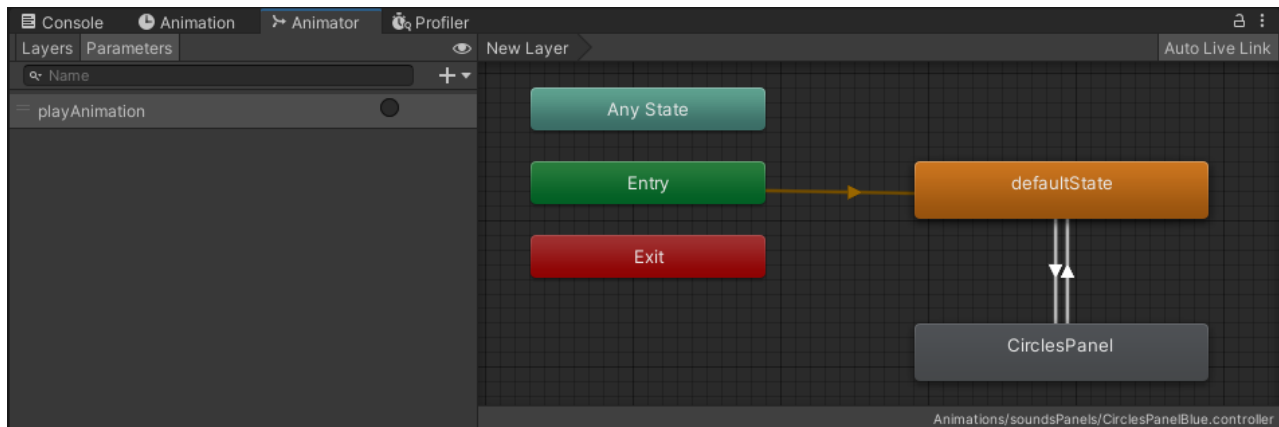 Console Animation Animator Profiler
Layers Parameters New Layer Auto Live Link
Name
playAnimation
Any State
Entry defaultState
Exit
CirclesPanel
Animations/soundsPanels/CirclesPanelBlue.controller